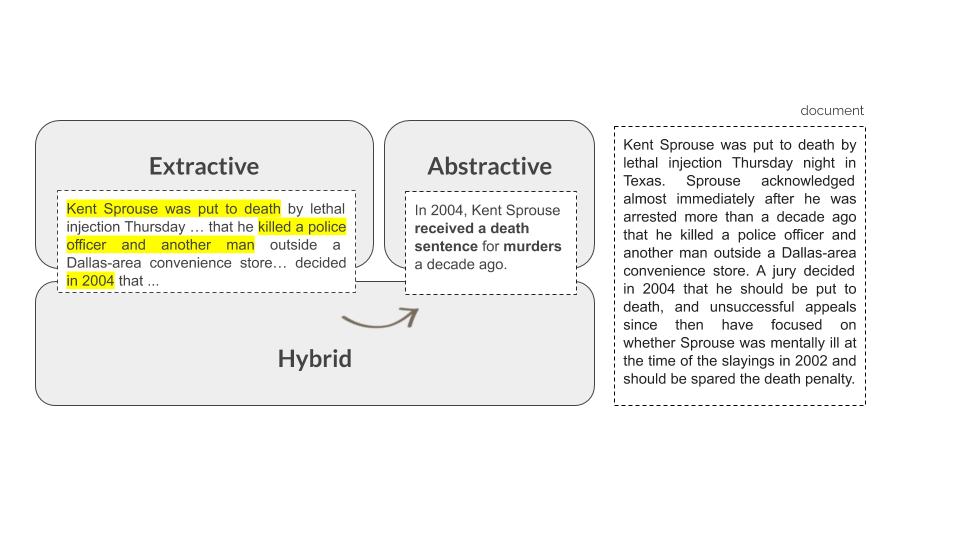 Extractive
Kent Sprouse was put to death by lethal
injection Thursday … that he killed a police
officer and another man outside a
Dallas-area convenience store… decided
in 2004 that ...
Abstractive
In 2004, Kent Sprouse
received a death
sentence for murders
a decade ago.
Hybrid
document
Kent Sprouse was put to death by
lethal injection Thursday night in
Texas. Sprouse acknowledged
almost immediately after he was
arrested more than a decade ago
that he killed a police officer and
another man outside a Dallas-area
convenience store. A jury decided
in 2004 that he should be put to
death, and unsuccessful appeals
since then have focused on
whether Sprouse was mentally ill at
the time of the slayings in 2002 and
should be spared the death penalty.